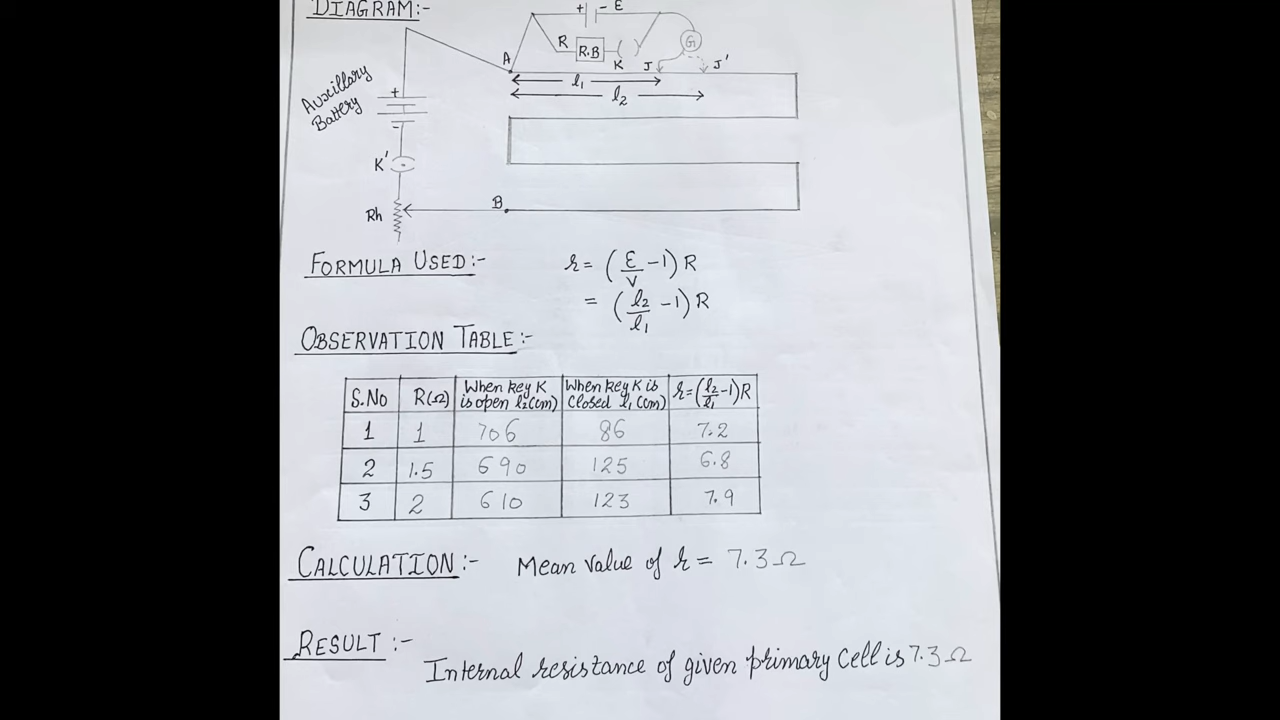 DIAGRAM:-
+ - E
R R.B K J G J'
A
l₁
l₂
Auxcillary
Battery
+
-
K'
Rh
B
FORMULA USED:- r = (E/V - 1) R
= (l₂/l₁ - 1) R
OBSERVATION TABLE:-
S.No R(Ω) When key K is open l₂(cm) When key K is closed l₁(cm) r=(l₂/l₁-1)R
1 1 706 86 7.2
2 1.5 690 125 6.8
3 2 610 123 7.9
CALCULATION:- Mean value of r = 7.3Ω
RESULT:-
Internal resistance of given primary cell is 7.3Ω